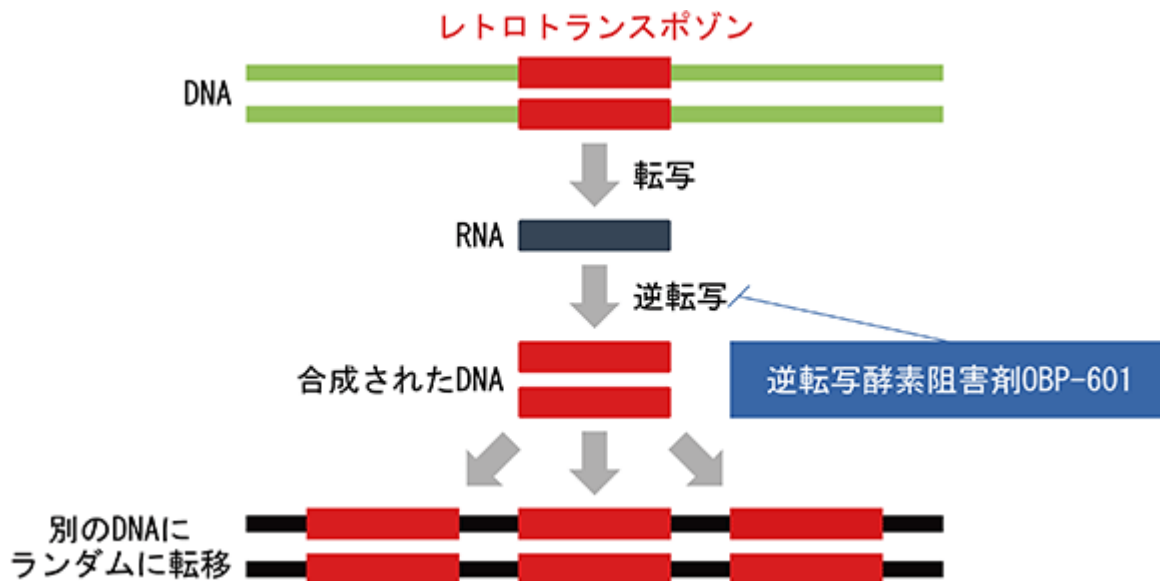 レトロトランスポゾン
DNA
転写
RNA
逆転写
合成されたDNA
逆転写酵素阻害剤OBP-601
別のDNAに
ランダムに転移